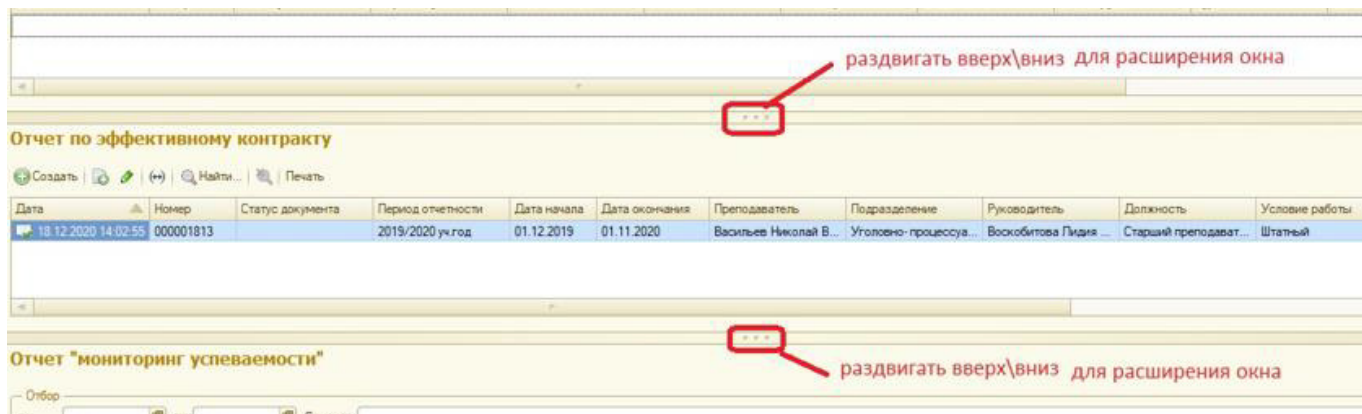 раздвигать вверх\вниз для расширения окна
Отчет по эффективному контракту
Создать Найти... Печать
Дата Номер Статус документа Период отчетности Дата начала Дата окончания Преподаватель Подразделение Руководитель Должность Условие работы
18.12.2020 14:02:55 000001813 2019/2020 уч.год 01.12.2019 01.11.2020 Васильев Николай В... Уголовно- процессуа... Воскобитова Лидия ... Старший преподават... Штатный
Отчет "мониторинг успеваемости"
раздвигать вверх\вниз для расширения окна
Отбор